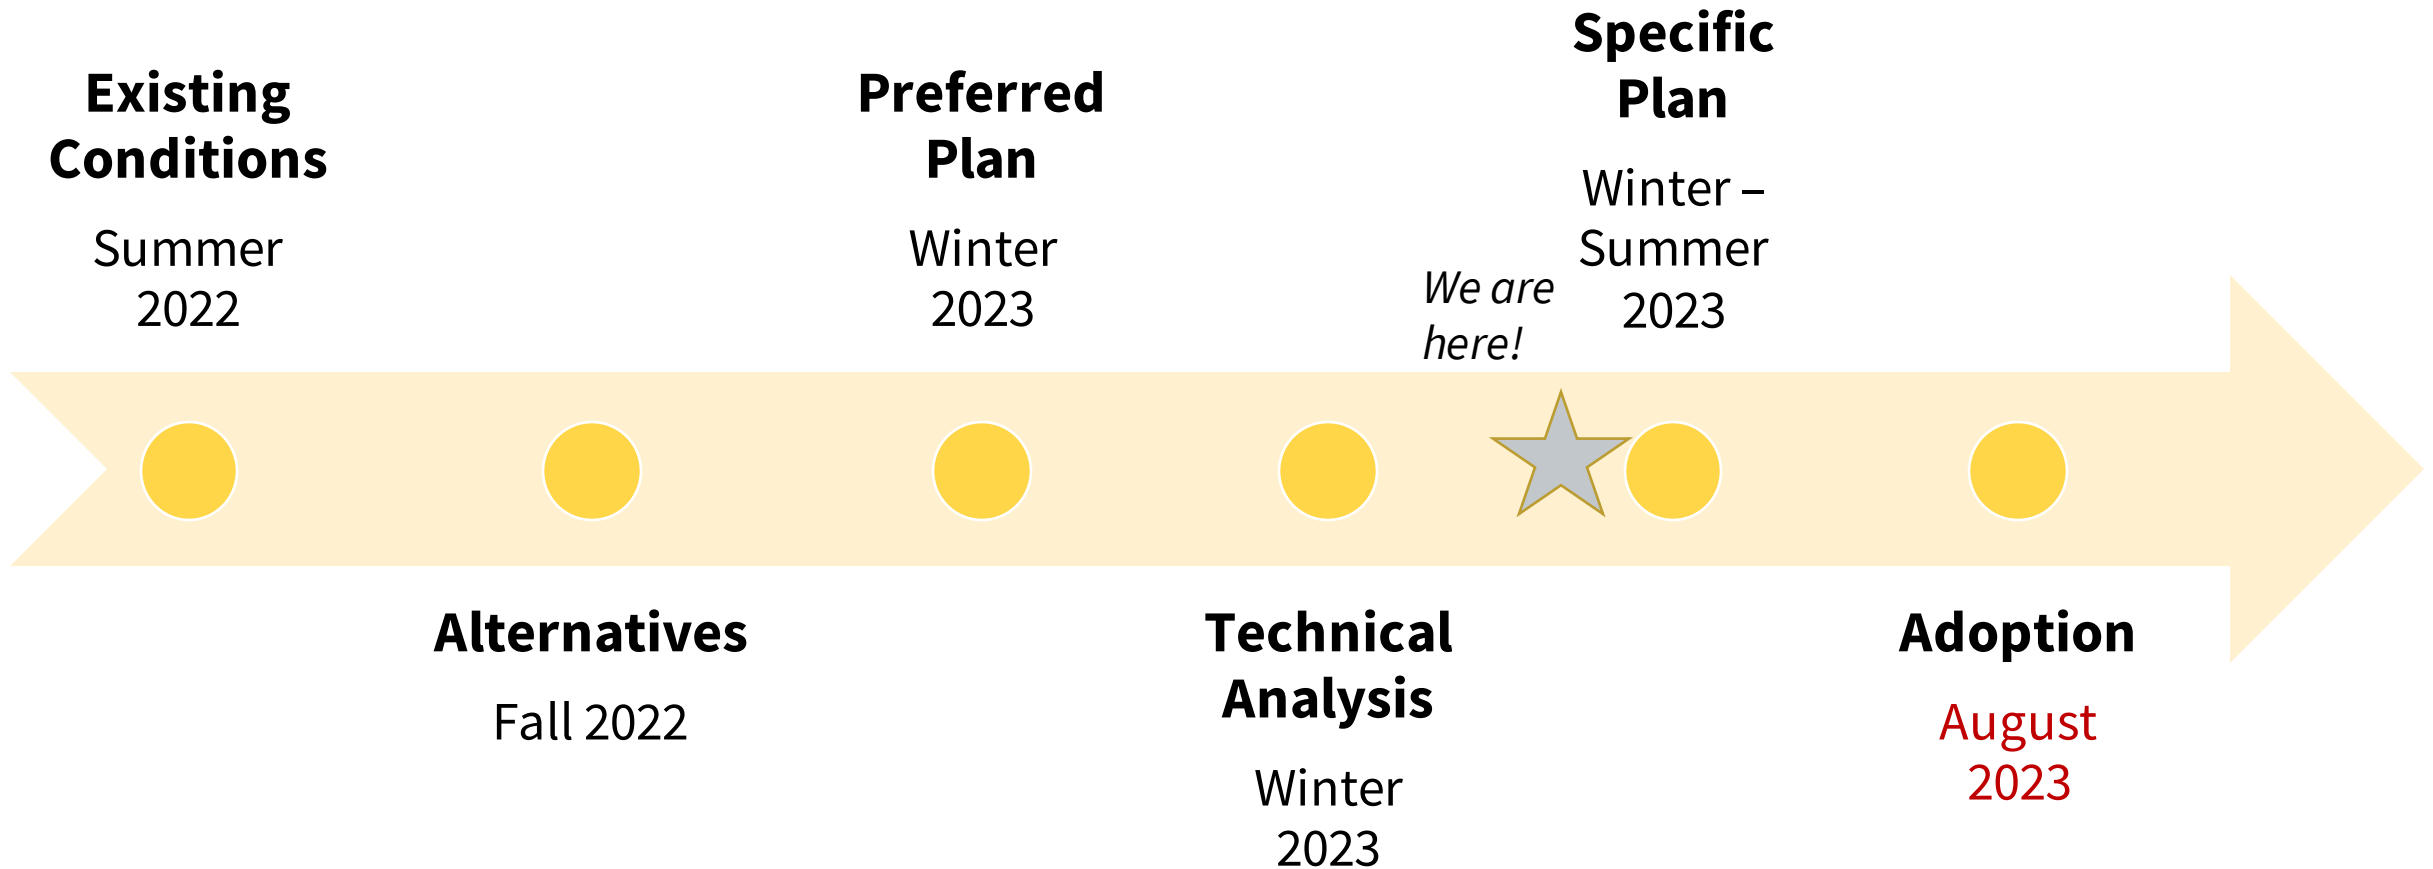 Existing
Conditions
Summer
2022
Alternatives
Fall 2022
Preferred
Plan
Winter
2023
Technical
Analysis
Winter
2023
We are
here!
Specific
Plan
Winter –
Summer
2023
Adoption
August
2023